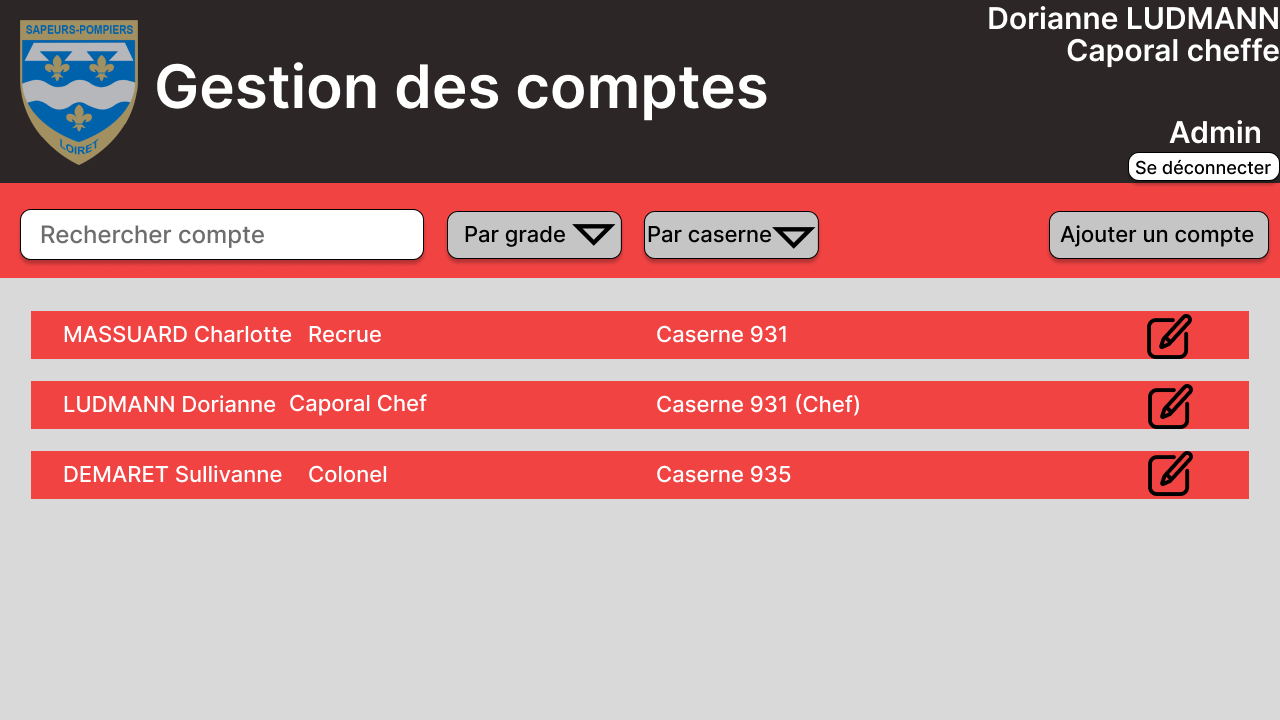 SAPEURS-POMPIERS
LOIRET
Gestion des comptes
Dorianne LUDMANN
Caporal cheffe
Admin
Se déconnecter
Rechercher compte
Par grade
Par caserne
Ajouter un compte
MASSUARD Charlotte Recrue Caserne 931
LUDMANN Dorianne Caporal Chef Caserne 931 (Chef)
DEMARET Sullivanne Colonel Caserne 935